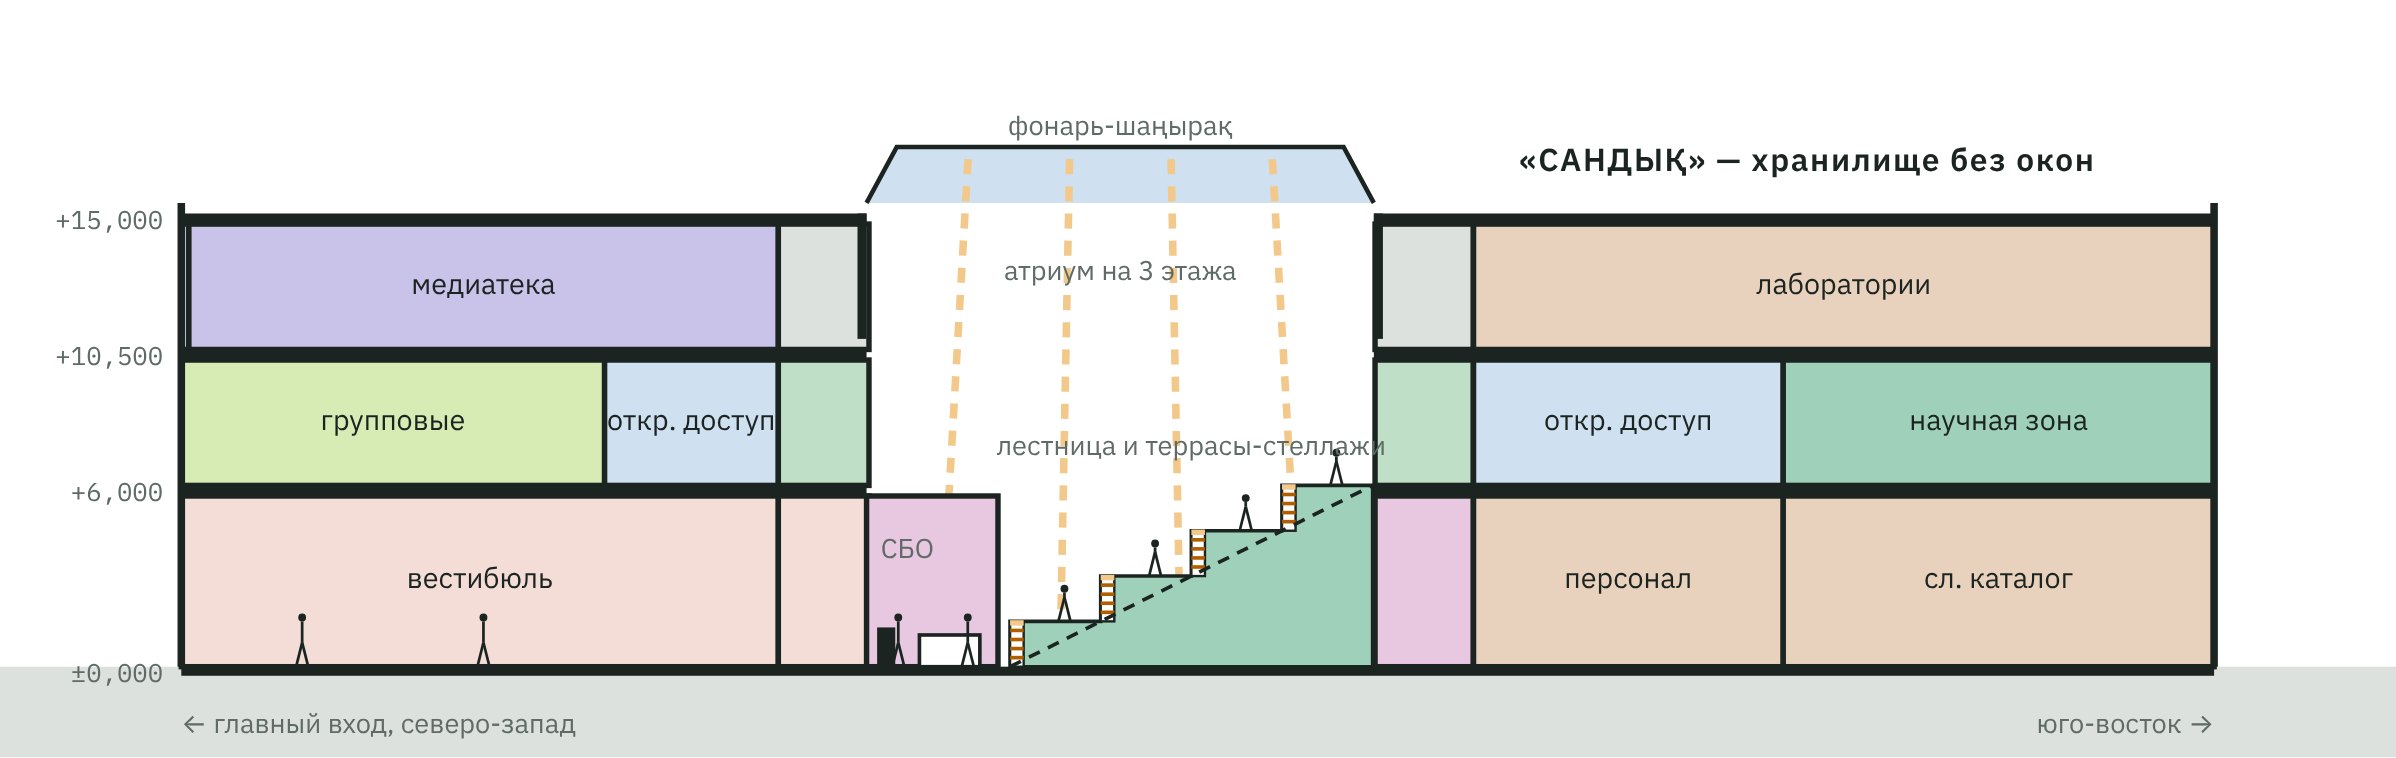 фонарь-шаңырақ
«САНДЫҚ» — хранилище без окон
+15,000
атриум на 3 этажа
медиатека
лаборатории
+10,500
групповые
откр. доступ
лестница и террасы-стеллажи
откр. доступ
научная зона
+6,000
СБО
вестибюль
персонал
сл. каталог
±0,000
← главный вход, северо-запад
юго-восток →